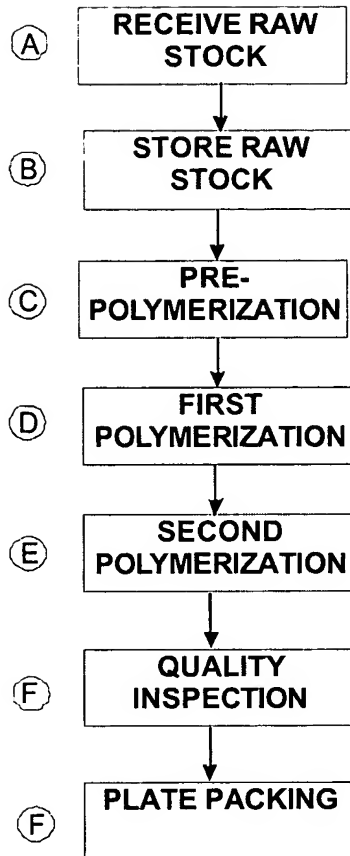 A
RECEIVE RAW
STOCK
B
STORE RAW
STOCK
C
PRE-
POLYMERIZATION
D
FIRST
POLYMERIZATION
E
SECOND
POLYMERIZATION
F
QUALITY
INSPECTION
F
PLATE PACKING